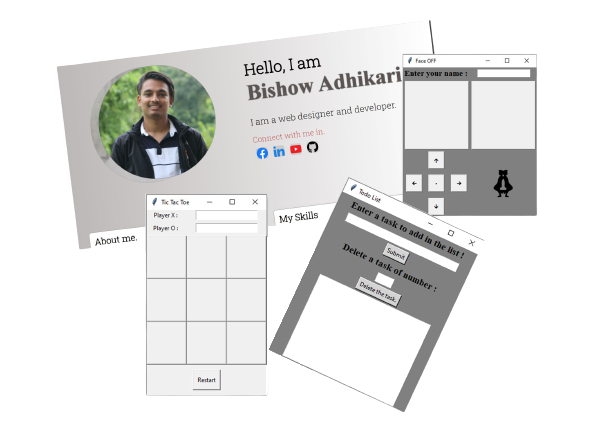 Hello, I am
Bishow Adhikari
I am a web designer and developer.
Connect with me in
About me.
My Skills
Face OFF
Enter your name :
Tic Tac Toe
Player X :
Player O :
Restart
Todo List
Enter a task to add in the list !
Submit
Delete a task of number :
Delete the task.